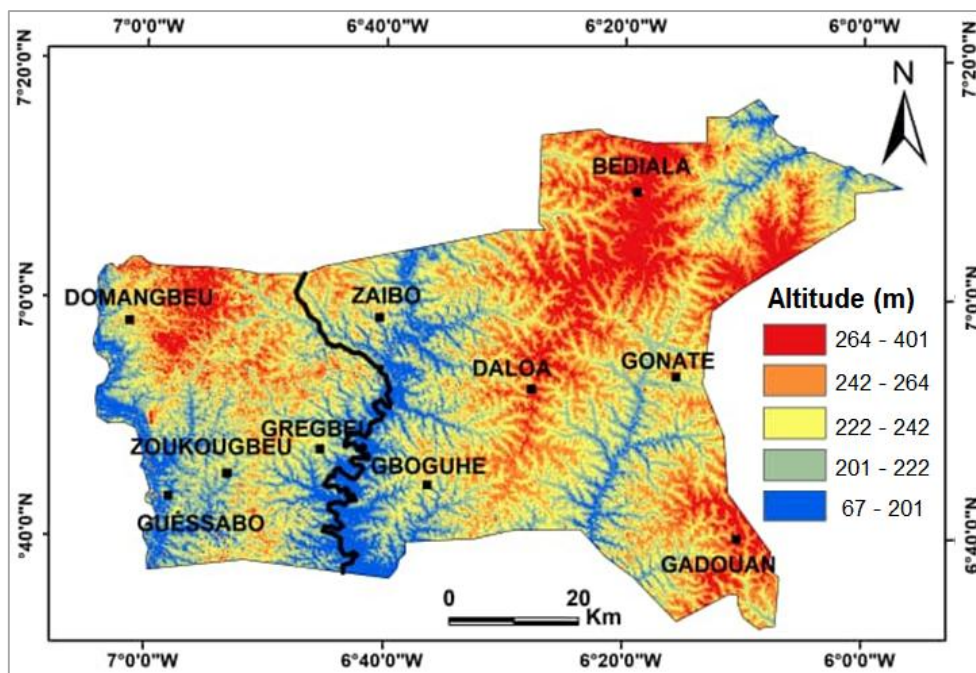 7°0'0"W 6°40'0"W 6°20'0"W 6°0'0"W
7°20'0"N
7°20'0"N
N
BEDIALA
DOMANGBEU
ZAIBO
7°0'0"N
7°0'0"N
Altitude (m)
264 - 401
DALOA
GONATE
242 - 264
222 - 242
GREGBEU
ZOUKOUGBEU
GBOGUHE
201 - 222
67 - 201
GUESSABO
°40'0"N
6°40'0"N
GADOUAN
0 20
Km
7°0'0"W 6°40'0"W 6°20'0"W 6°0'0"W